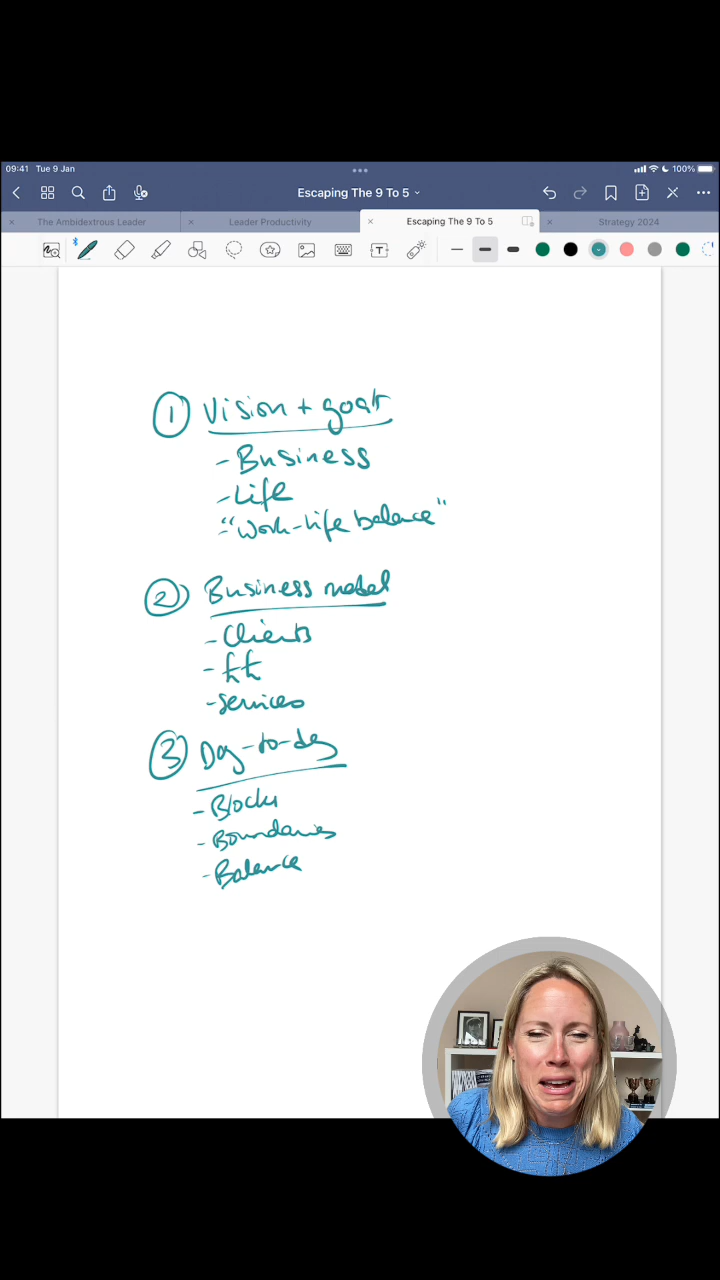 09:41 Tue 9 Jan
100%
Escaping The 9 To 5
The Ambidextrous Leader
Leader Productivity
Escaping The 9 To 5
Strategy 2024
① Vision + goals
- Business
- Life
- "Work-life balance"
② Business model
- Clients
- ££
- Services
③ Day-to-day
- Blocks
- Boundaries
- Balance